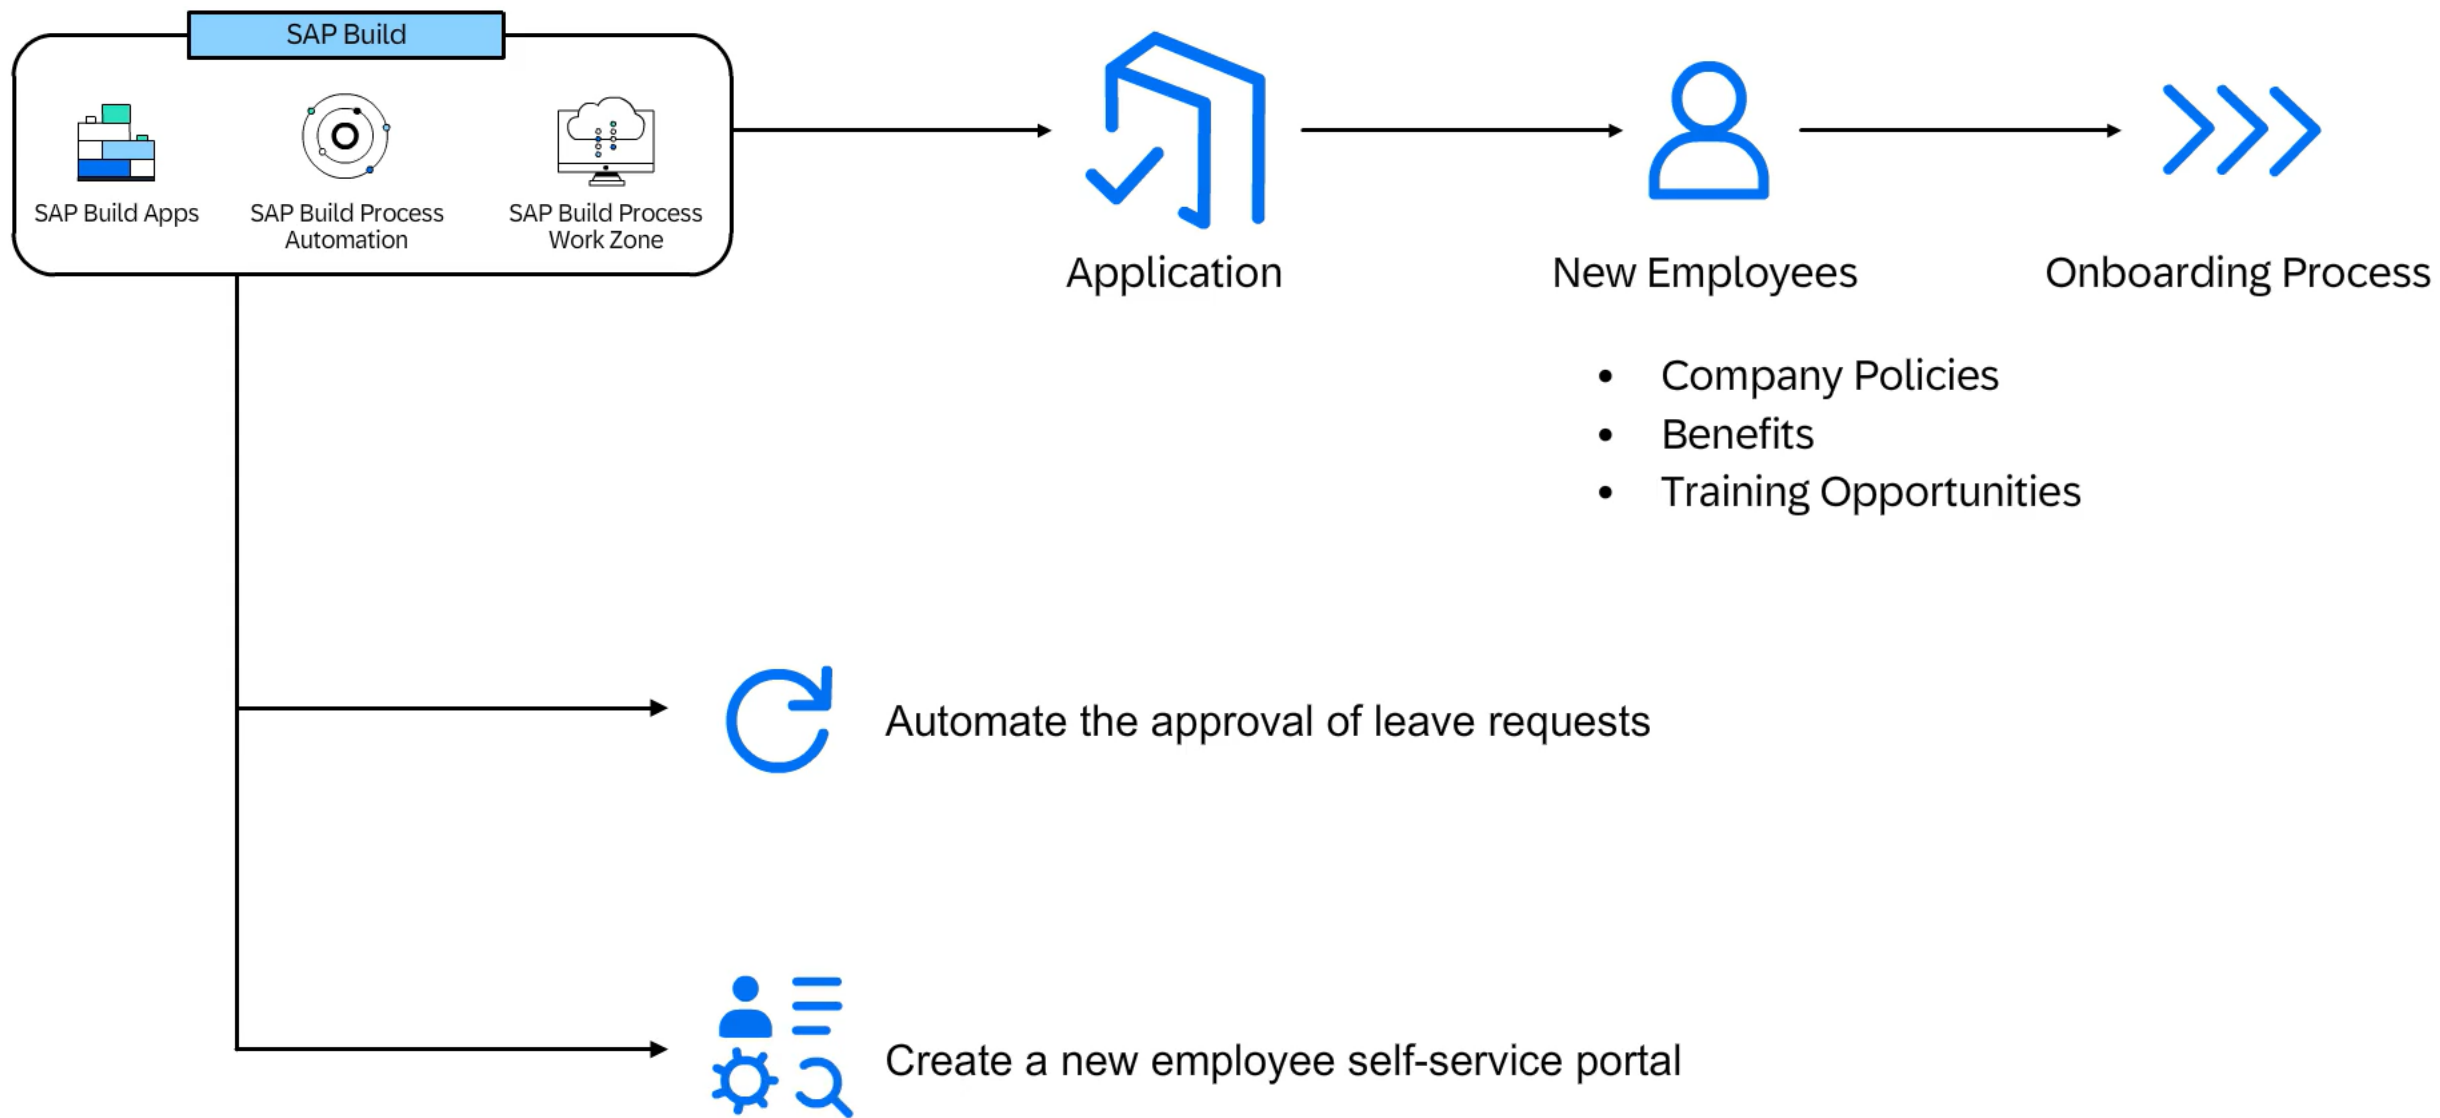 SAP Build
SAP Build Apps
SAP Build Process
Automation
SAP Build Process
Work Zone
Application
New Employees
Onboarding Process
• Company Policies
• Benefits
• Training Opportunities
Automate the approval of leave requests
Create a new employee self-service portal